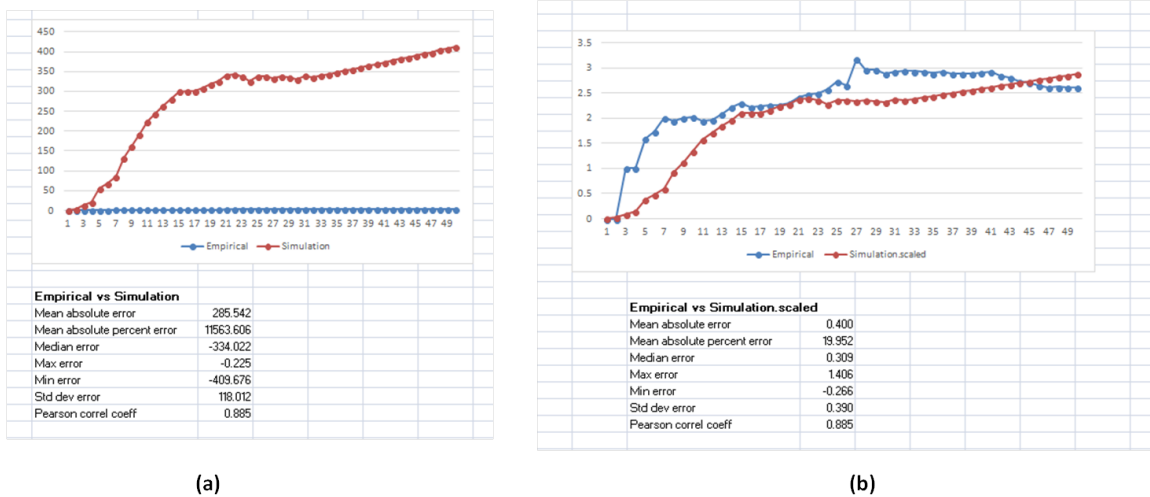 450
400
350
300
250
200
150
100
50
0
1 3 5 7 9 11 13 15 17 19 21 23 25 27 29 31 33 35 37 39 41 43 45 47 49
Empirical Simulation
Empirical vs Simulation
Mean absolute error 285.542
Mean absolute percent error 11563.606
Median error -334.022
Max error -0.225
Min error -409.676
Std dev error 118.012
Pearson correl coeff 0.885
(a)
3.5
3
2.5
2
1.5
1
0.5
0
1 3 5 7 9 11 13 15 17 19 21 23 25 27 29 31 33 35 37 39 41 43 45 47 49
Empirical Simulation.scaled
Empirical vs Simulation.scaled
Mean absolute error 0.400
Mean absolute percent error 19.952
Median error 0.309
Max error 1.406
Min error -0.266
Std dev error 0.390
Pearson correl coeff 0.885
(b)